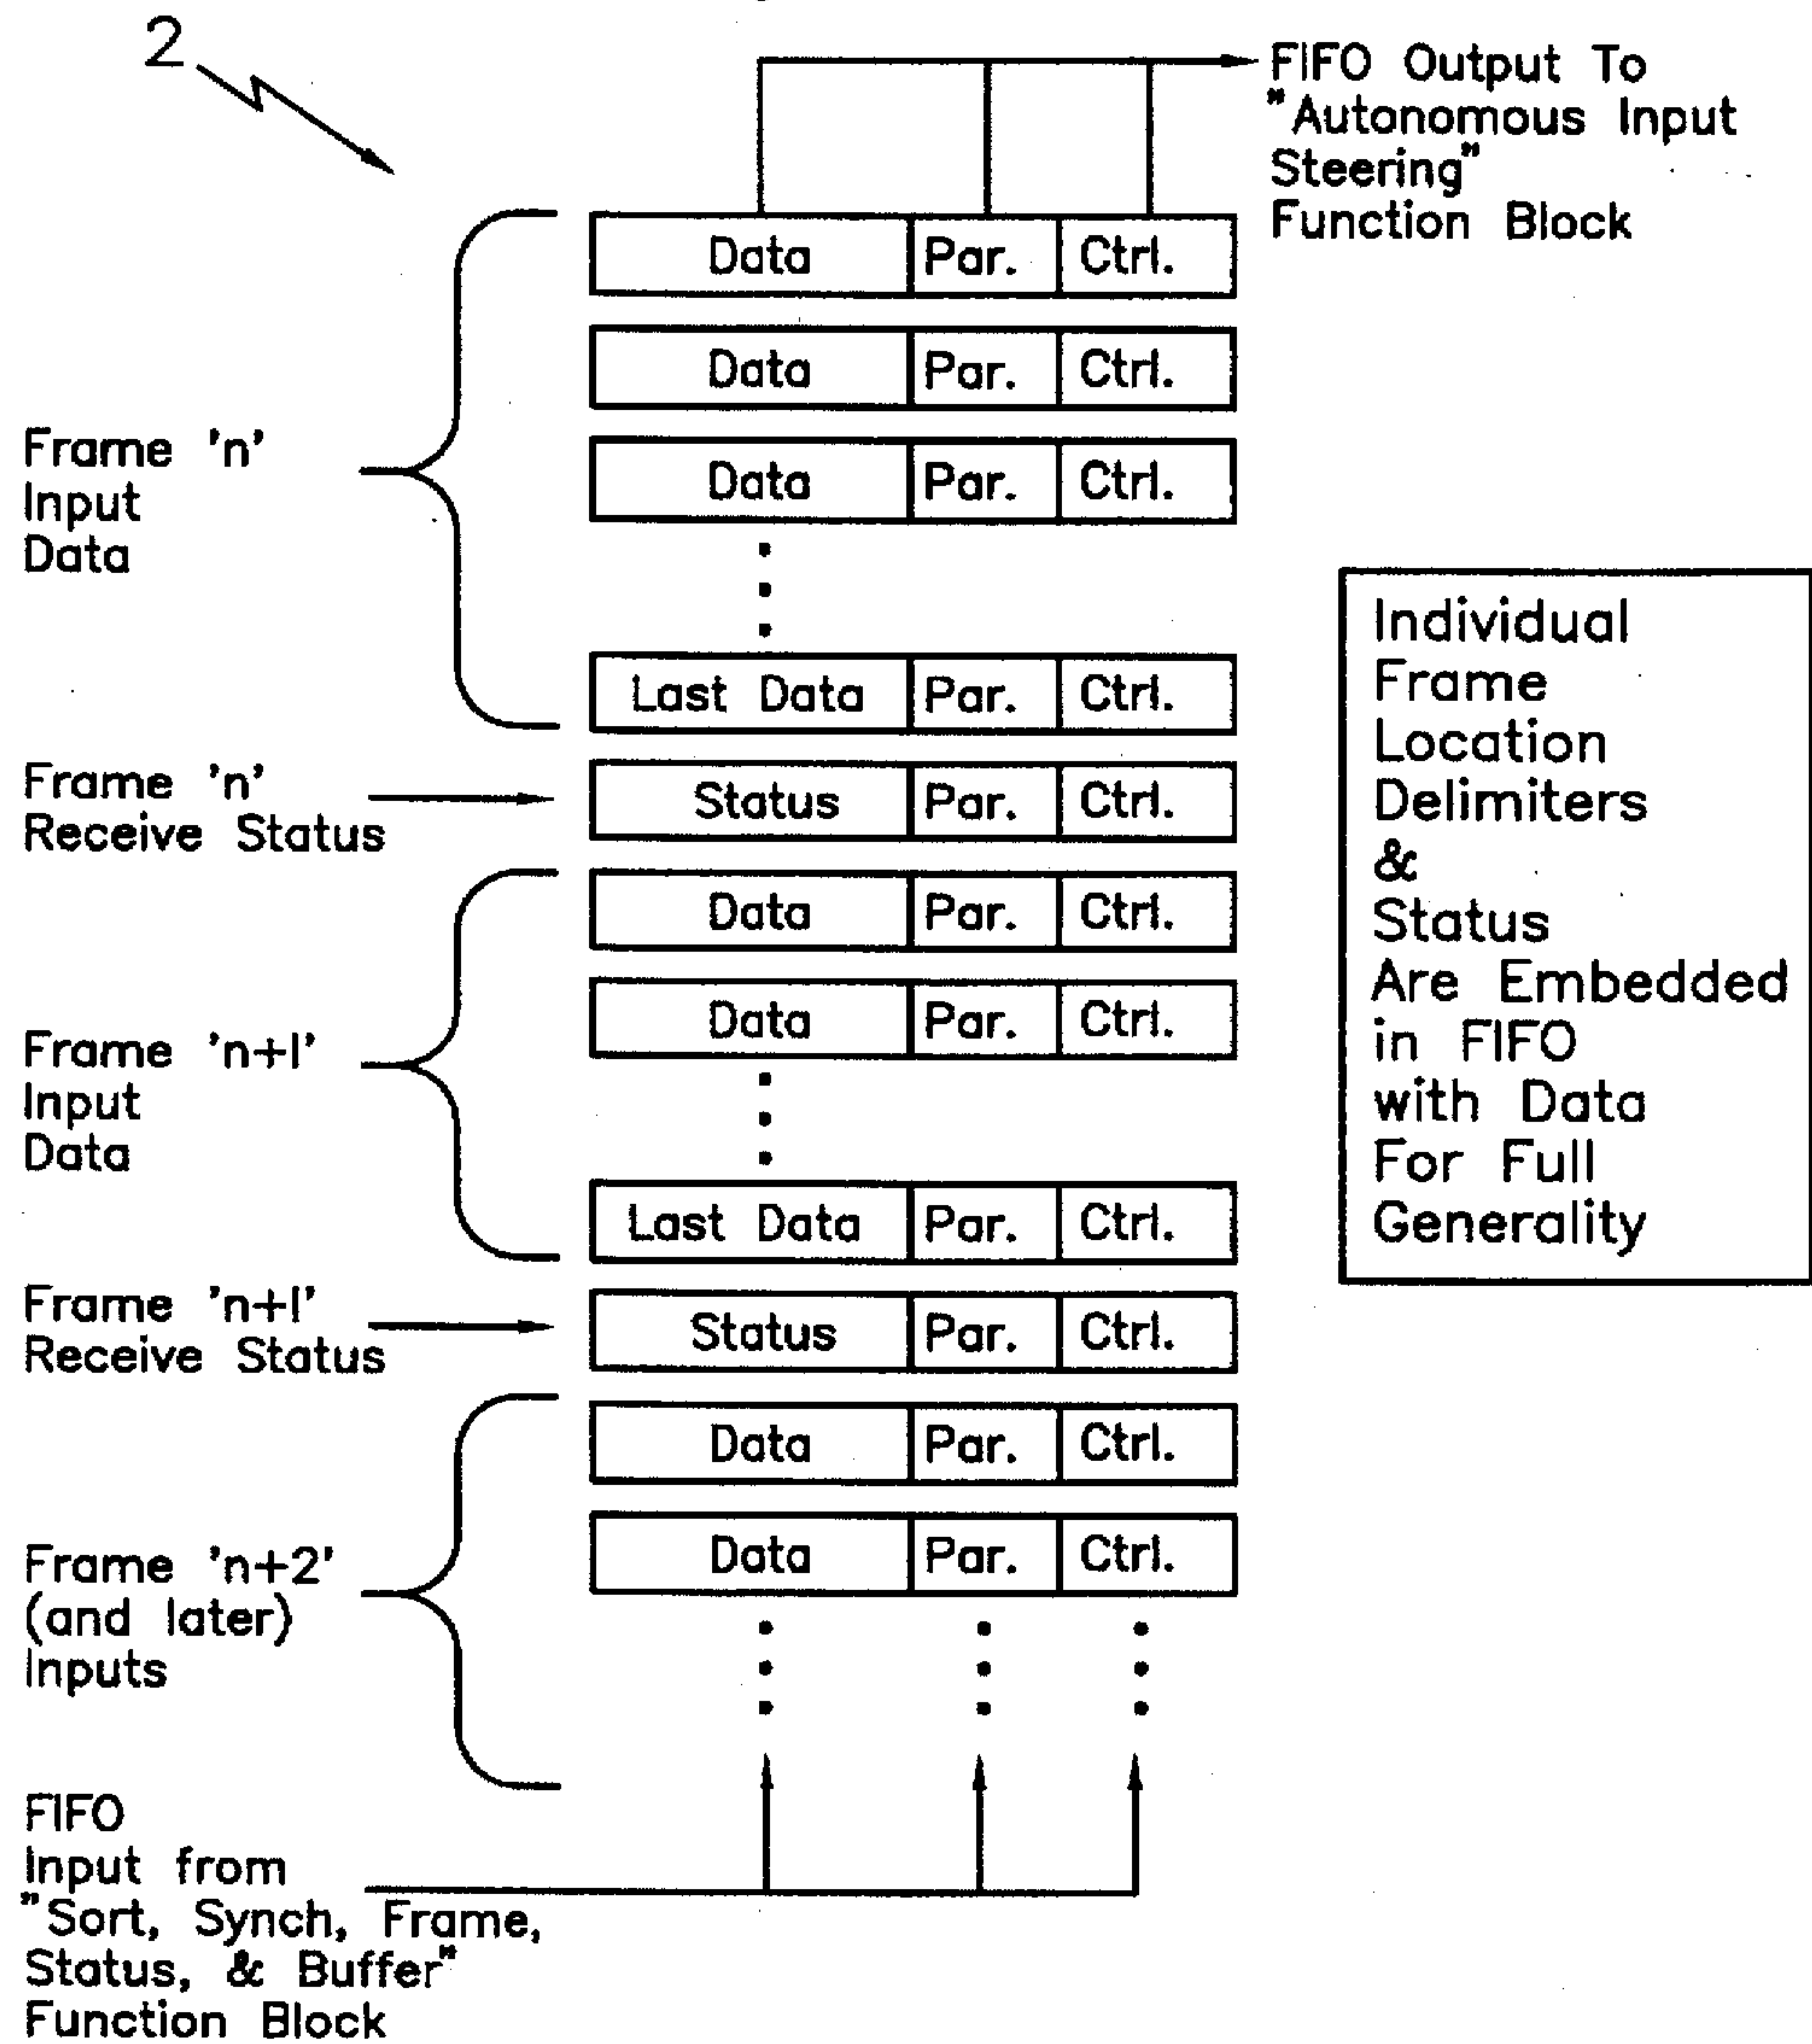 2
FIFO Output To
"Autonomous Input
Steering"
Function Block
Data Par. Ctrl.
Data Par. Ctrl.
Frame 'n'
Input
Data
Data Par. Ctrl.
Last Data Par. Ctrl.
Frame 'n'
Receive Status
Status Par. Ctrl.
Data Par. Ctrl.
Data Par. Ctrl.
Frame 'n+1'
Input
Data
Last Data Par. Ctrl.
Frame 'n+1'
Receive Status
Status Par. Ctrl.
Data Par. Ctrl.
Data Par. Ctrl.
Frame 'n+2'
(and later)
Inputs
FIFO
Input from
"Sort, Synch, Frame,
Status, & Buffer"
Function Block
Individual
Frame
Location
Delimiters
&
Status
Are Embedded
in FIFO
with Data
For Full
Generality